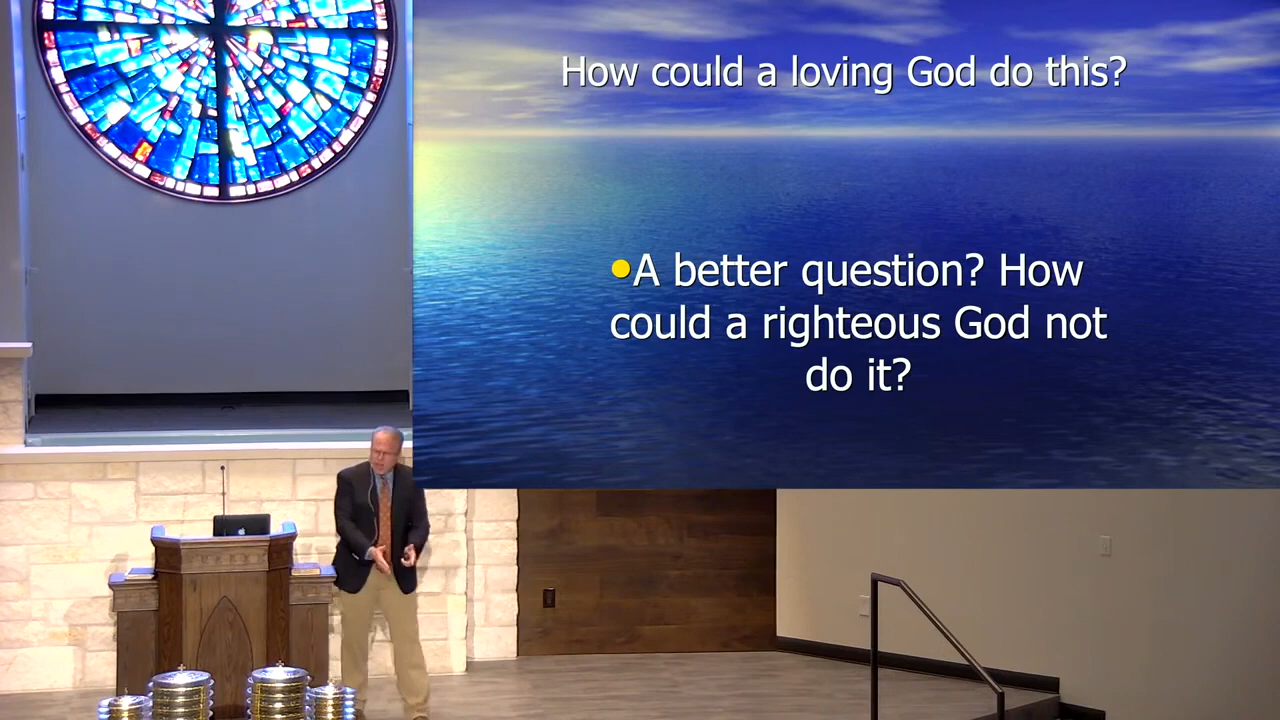 How could a loving God do this?
•A better question? How
could a righteous God not
do it?